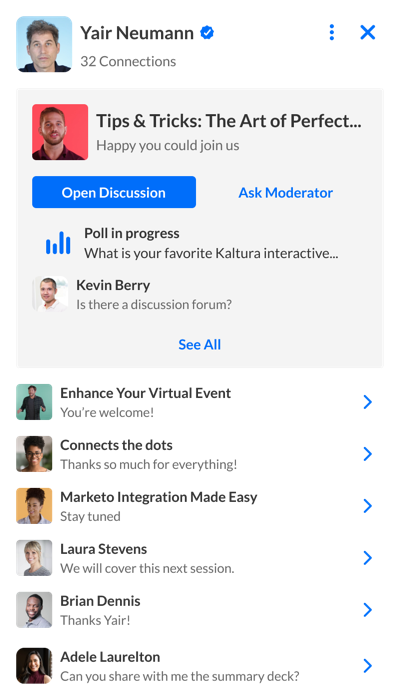 Yair Neumann
32 Connections
Tips & Tricks: The Art of Perfect...
Happy you could join us
Open Discussion
Ask Moderator
Poll in progress
What is your favorite Kaltura interactive...
Kevin Berry
Is there a discussion forum?
See All
Enhance Your Virtual Event
You’re welcome!
Connects the dots
Thanks so much for everything!
Marketo Integration Made Easy
Stay tuned
Laura Stevens
We will cover this next session.
Brian Dennis
Thanks Yair!
Adele Laurelton
Can you share with me the summary deck?